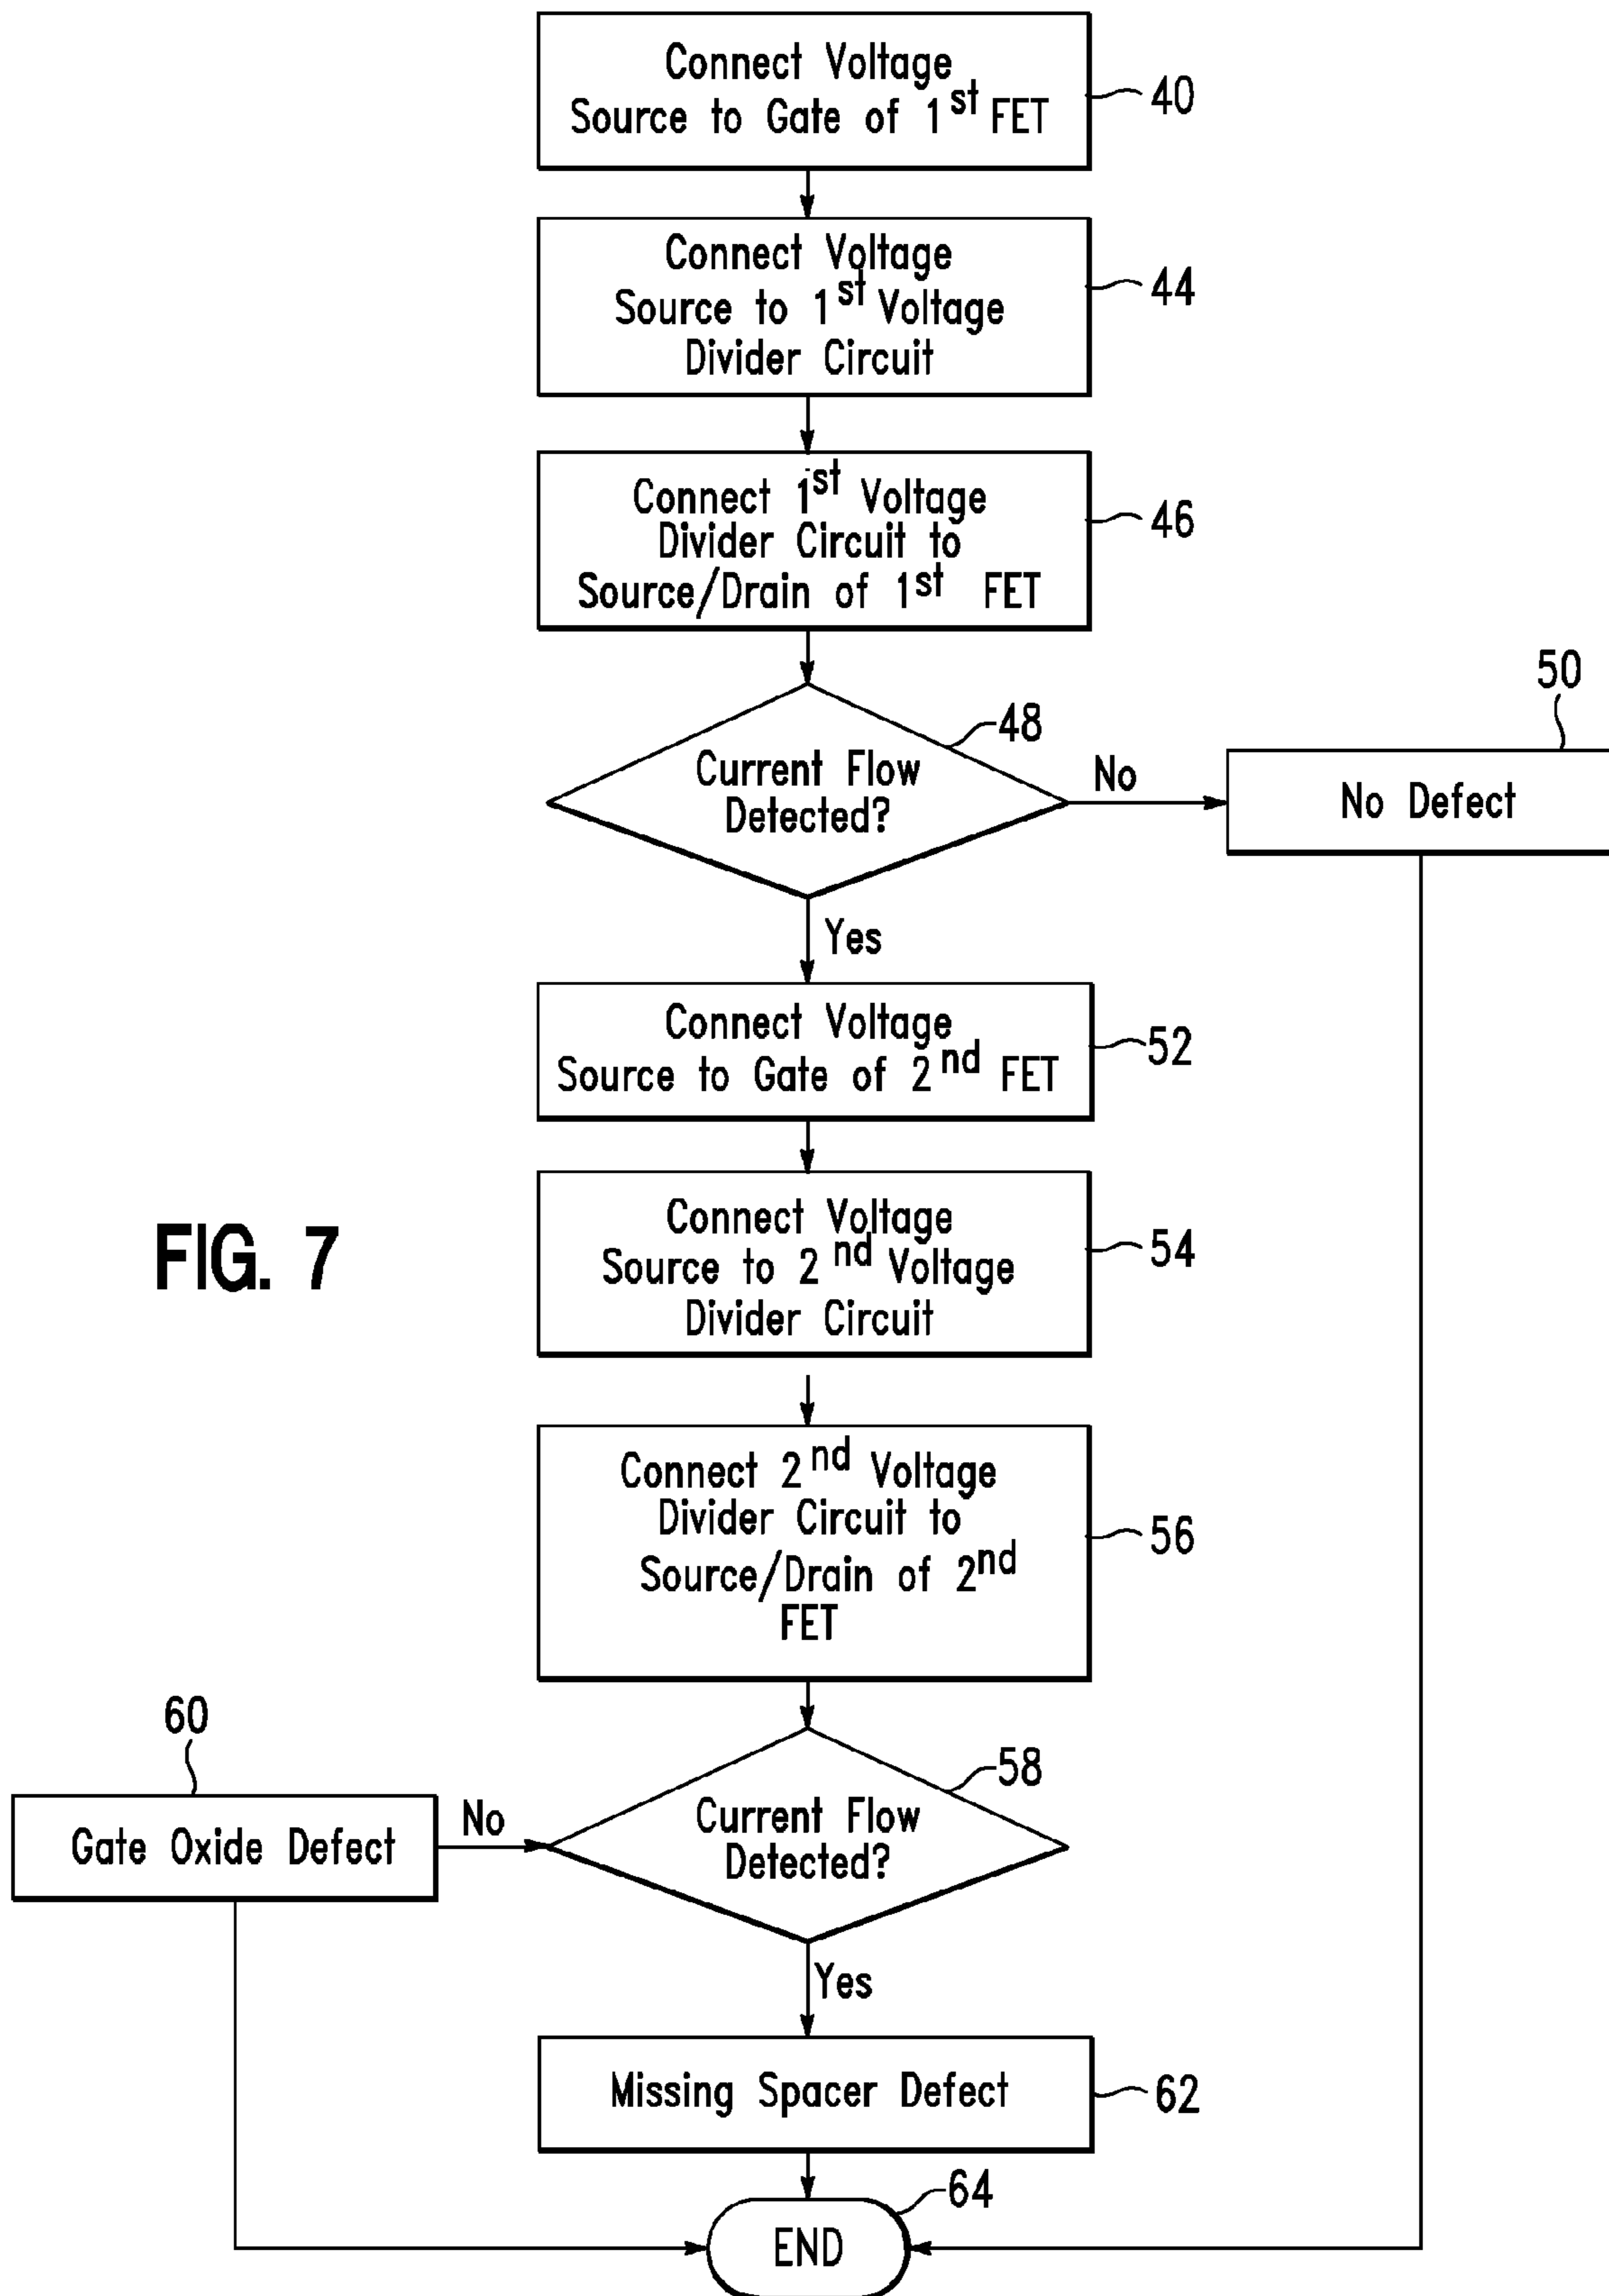 Connect Voltage
Source to Gate of 1st FET
40
Connect Voltage
Source to 1st Voltage
Divider Circuit
44
Connect 1st Voltage
Divider Circuit to
Source/Drain of 1st FET
46
Current Flow
Detected?
48
No
50
No Defect
Yes
Connect Voltage
Source to Gate of 2nd FET
52
Connect Voltage
Source to 2nd Voltage
Divider Circuit
54
FIG. 7
Connect 2nd Voltage
Divider Circuit to
Source/Drain of 2nd
FET
56
60
Gate Oxide Defect
No
Current Flow
Detected?
58
Yes
Missing Spacer Defect
62
END
64